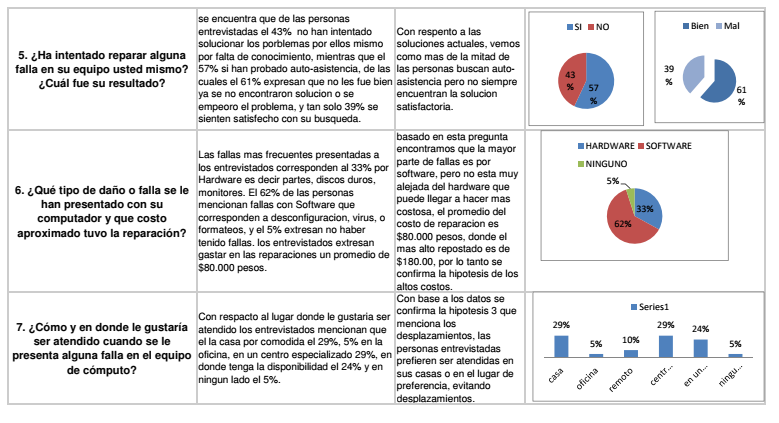 5. ¿Ha intentado reparar alguna
falla en su equipo usted mismo?
¿Cuál fue su resultado?
se encuentra que de las personas
entrevistadas el 43% no han intentado
solucionar los porblemas por ellos mismo
por falta de conocimiento, mientras que el
57% si han probado auto-asistencia, de las
cuales el 61% expresan que no les fue bien
ya se no encontraron solucion o se
empeoro el problema, y tan solo 39% se
sienten satisfecho con su busqueda.
Con respento a las
soluciones actuales, vemos
como mas de la mitad de
las personas buscan auto-
asistencia pero no siempre
encuentran la solucion
satisfactoria.
SI NO
43
%
57
%
Bien Mal
39
%
61
%
6. ¿Qué tipo de daño o falla se le
han presentado con su
computador y que costo
aproximado tuvo la reparación?
Las fallas mas frecuentes presentadas a
los entrevistados corresponden al 33% por
Hardware es decir partes, discos duros,
monitores. El 62% de las personas
mencionan fallas con Software que
corresponden a desconfiguracion, virus, o
formateos, y el 5% extresan no haber
tenido fallas. los entrevistados extresan
gastar en las reparaciones un promedio de
$80.000 pesos.
basado en esta pregunta
encontramos que la mayor
parte de fallas es por
software, pero no esta muy
alejada del hardware que
puede llegar a hacer mas
costosa, el promedio del
costo de reparacion es
$80.000 pesos, donde el
mas alto repostado es de
$180.00, por lo tanto se
confirma la hipotesis de los
altos costos.
HARDWARE SOFTWARE
NINGUNO
5%
33%
62%
7. ¿Cómo y en donde le gustaría
ser atendido cuando se le
presenta alguna falla en el equipo
de cómputo?
Con respacto al lugar donde le gustaria ser
atendido los entrevistados mencionan que
el la casa por comodida el 29%, 5% en la
oficina, en un centro especializado 29%, en
donde tenga la disponibilidad el 24% y en
ningun lado el 5%.
Con base a los datos se
confirma la hipotesis 3 que
menciona los
desplazamientos, las
personas entrevistadas
prefieren ser atendidas en
sus casas o en el lugar de
preferencia, evitando
desplazamientos.
Series1
29% 5% 10% 29% 24% 5%
casa oficina remoto centr... en un... ningu...